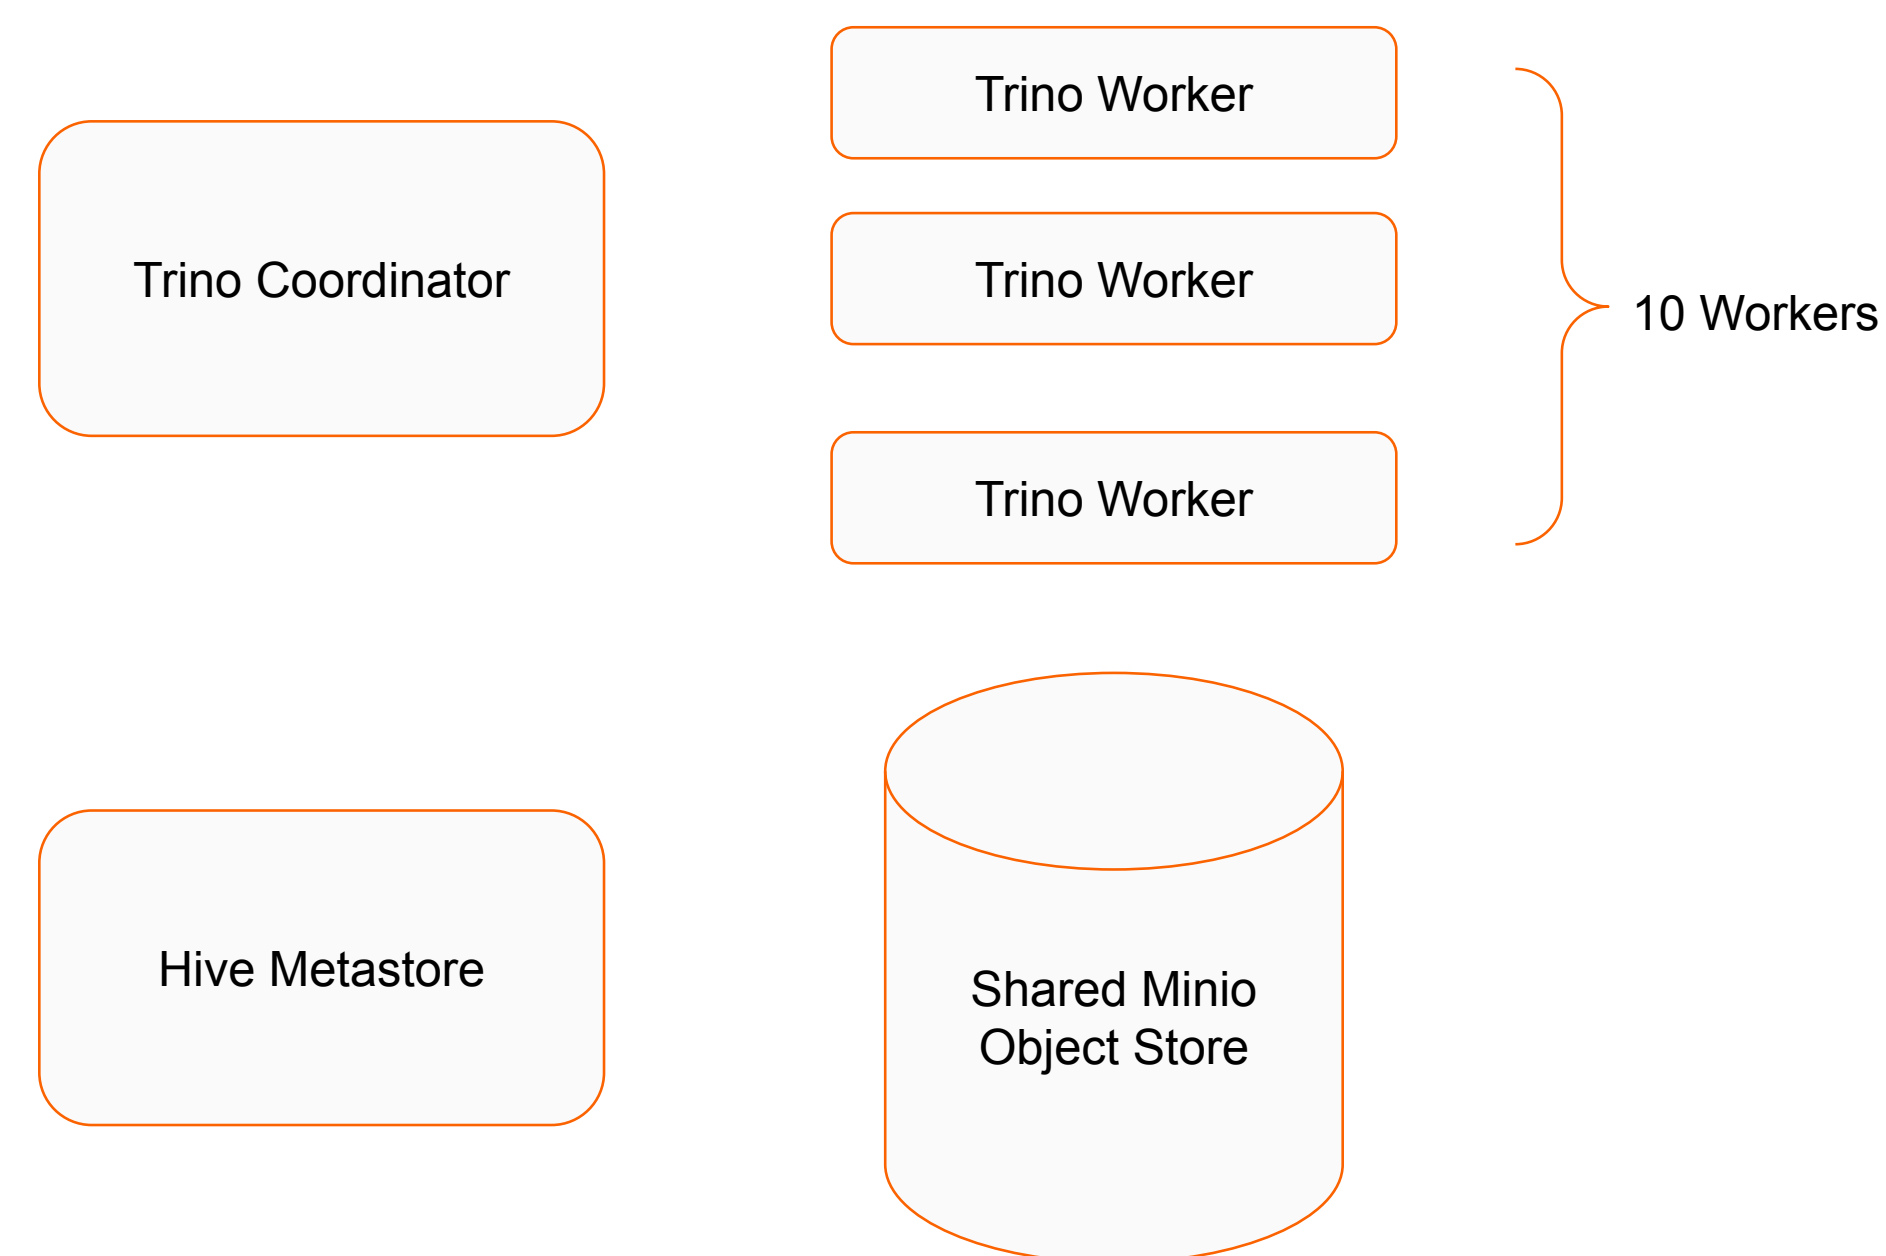 Trino Worker
Trino Coordinator
Trino Worker
10 Workers
Trino Worker
Hive Metastore
Shared Minio
Object Store